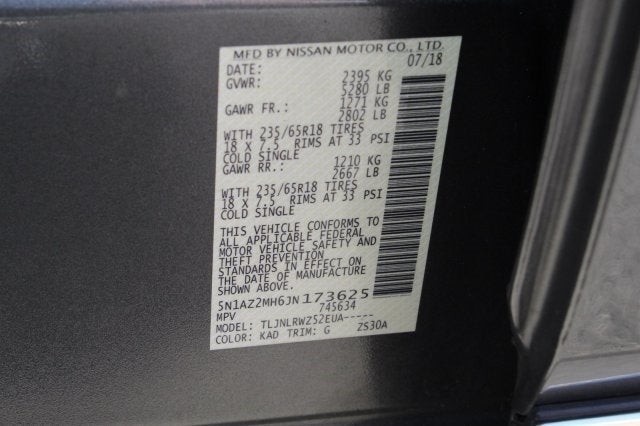 MFD BY NISSAN MOTOR CO., LTD.
DATE: 07/18
GVWR: 2395 KG
5280 LB
GAWR FR.: 1271 KG
2802 LB
WITH 235/65R18 TIRES
18 X 7.5 RIMS AT 33 PSI
COLD SINGLE
GAWR RR.: 1210 KG
2667 LB
WITH 235/65R18 TIRES
18 X 7.5 RIMS AT 33 PSI
COLD SINGLE
THIS VEHICLE CONFORMS TO
ALL APPLICABLE FEDERAL
MOTOR VEHICLE SAFETY AND
THEFT PREVENTION
STANDARDS IN EFFECT ON
THE DATE OF MANUFACTURE
SHOWN ABOVE.
5N1AZ2MH6JN173625
MPV 745634
MODEL: TLJNLRWZ52EUA-----
COLOR: KAD TRIM: G ZS30A